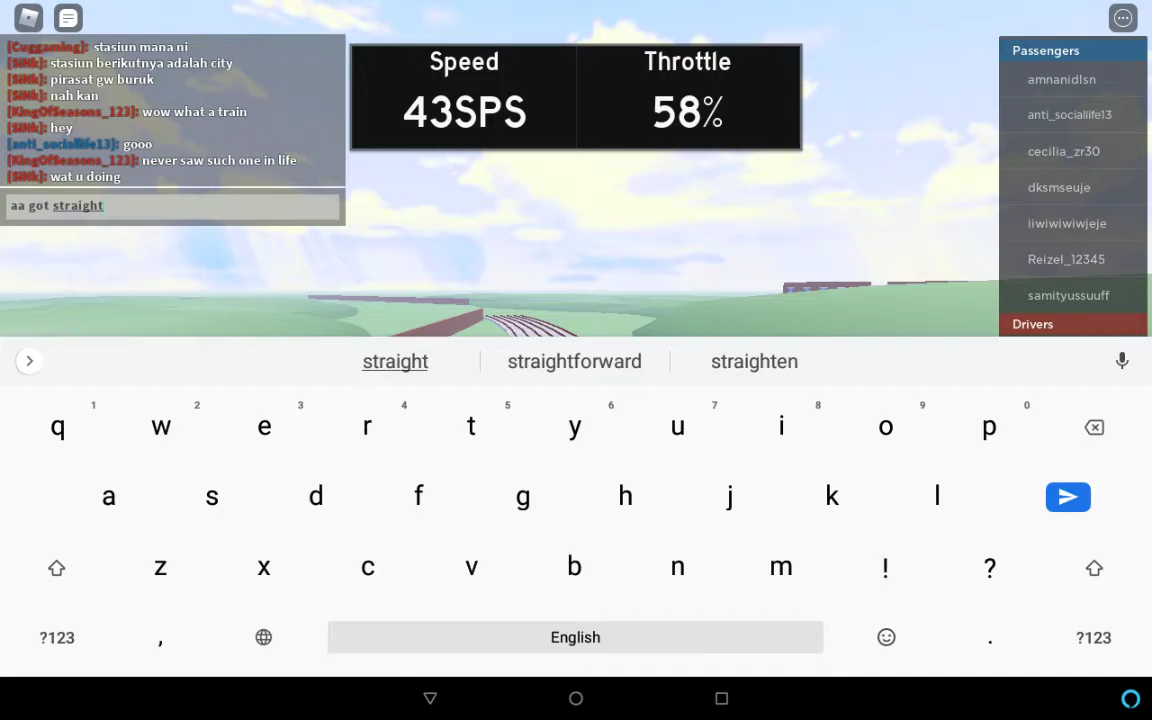 [Cuggaming]: stasiun mana ni
[SiNk]: stasiun berikutnya adalah city
[SiNk]: pirasat gw buruk
[SiNk]: nah kan
[KingOfSeasons_123]: wow what a train
[SiNk]: hey
[anti_sociallife13]: gooo
[KingOfSeasons_123]: never saw such one in life
[SiNk]: wat u doing
aa got straight
Speed Throttle
43SPS 58%
Passengers
amnanidlsn
anti_sociallife13
cecilia_zr30
dksmseuje
iiwiwiwiwjeje
Reizel_12345
samityussuuff
Drivers
straight straightforward straighten
1 2 3 4 5 6 7 8 9 0
q w e r t y u i o p
a s d f g h j k l
z x c v b n m ! ?
?123 , English . ?123